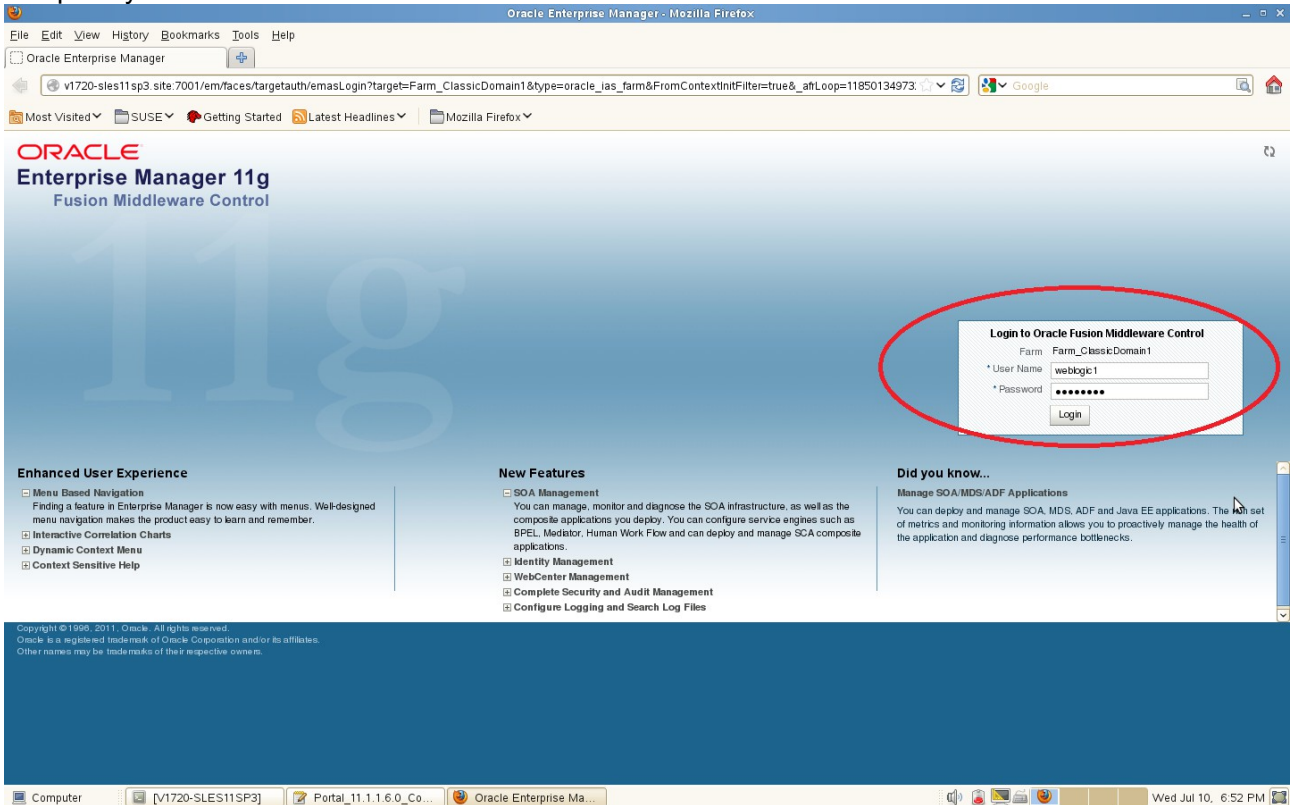 Oracle Enterprise Manager - Mozilla Firefox
File Edit View History Bookmarks Tools Help
Oracle Enterprise Manager
v1720-sles11sp3.site:7001/em/faces/targetauth/emasLogin?target=Farm_ClassicDomain1&type=oracle_ias_farm&FromContextInitFilter=true&_afrLoop=11850134973
Google
Most Visited SUSE Getting Started Latest Headlines Mozilla Firefox
ORACLE
Enterprise Manager 11g
Fusion Middleware Control
11g
Login to Oracle Fusion Middleware Control
Farm Farm_ClassicDomain1
* User Name weblogic1
* Password ••••••••
Login
Enhanced User Experience
Menu Based Navigation
Finding a feature in Enterprise Manager is now easy with menus. Well-designed
menu navigation makes the product easy to learn and remember.
Interactive Correlation Charts
Dynamic Context Menu
Context Sensitive Help
New Features
SOA Management
You can manage, monitor and diagnose the SOA infrastructure, as well as the
composite applications you deploy. You can configure service engines such as
BPEL, Mediator, Human Work Flow and can deploy and manage SCA composite
applications.
Identity Management
WebCenter Management
Complete Security and Audit Management
Configure Logging and Search Log Files
Did you know...
Manage SOA/MDS/ADF Applications
You can deploy and manage SOA, MDS, ADF and Java EE applications. The set
of metrics and monitoring information allows you to proactively manage the health of
the application and diagnose performance bottlenecks.
Copyright © 1996, 2011, Oracle. All rights reserved.
Oracle is a registered trademark of Oracle Corporation and/or its affiliates.
Other names may be trademarks of their respective owners.
Computer [V1720-SLES11SP3] Portal_11.1.1.6.0_Co... Oracle Enterprise Ma... Wed Jul 10, 6:52 PM